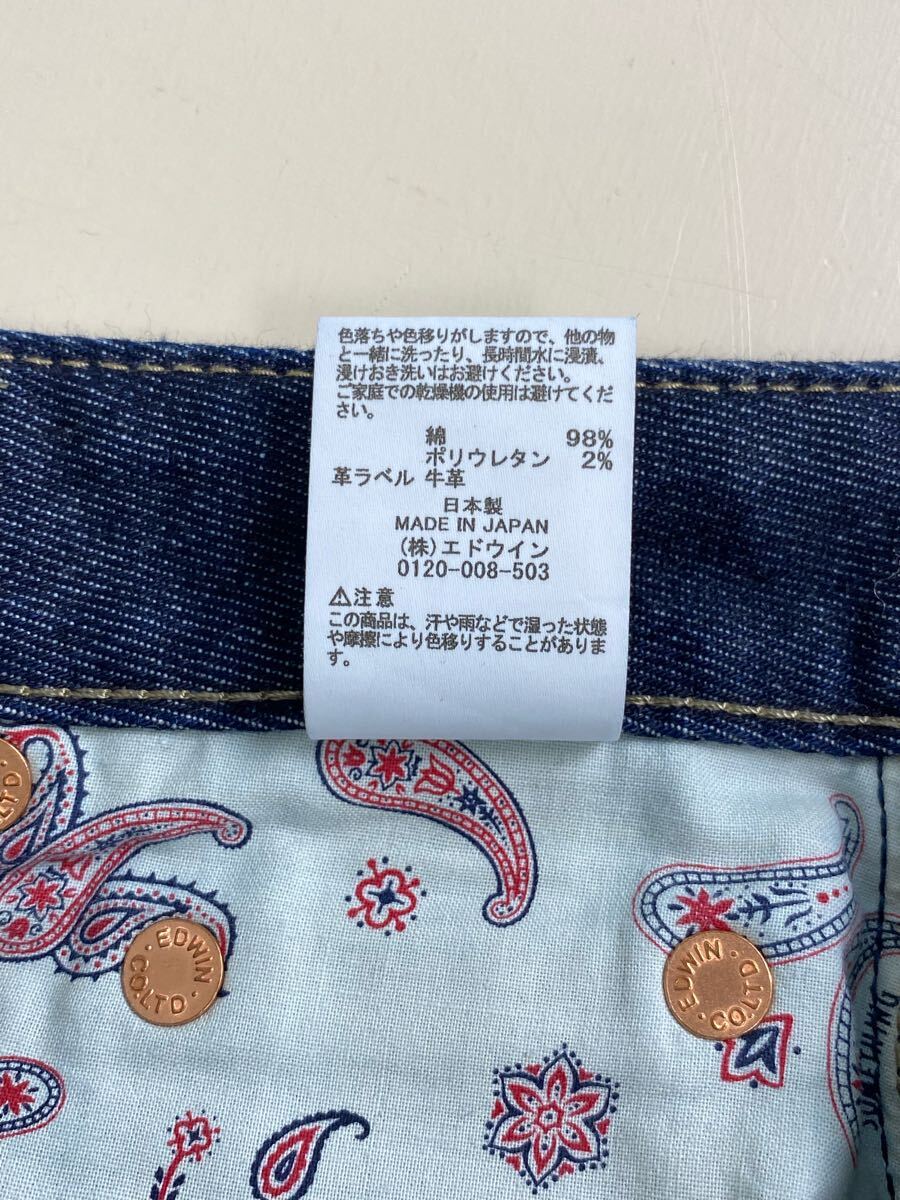 色落ちや色移りがしますので、他の物
と一緒に洗ったり、長時間水に浸漬、
浸けおき洗いはお避けください。
ご家庭での乾燥機の使用は避けてくだ
さい。
綿 98%
ポリウレタン 2%
革ラベル 牛革
日本製
MADE IN JAPAN
(株)エドウイン
0120-008-503
⚠注意
この商品は、汗や雨などで湿った状態
や摩擦により色移りすることがありま
す。
LTD・
・EDWIN・
CO.LTD
EDWIN
・CO.LTD・